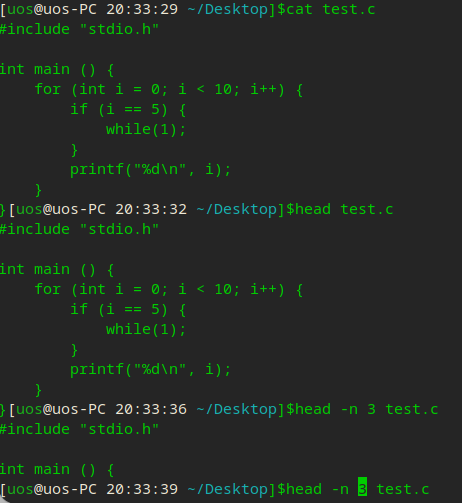 [uos@uos-PC 20:33:29 ~/Desktop]$cat test.c
#include "stdio.h"

int main () {
    for (int i = 0; i < 10; i++) {
        if (i == 5) {
            while(1);
        }
        printf("%d\n", i);
    }
}[uos@uos-PC 20:33:32 ~/Desktop]$head test.c
#include "stdio.h"

int main () {
    for (int i = 0; i < 10; i++) {
        if (i == 5) {
            while(1);
        }
        printf("%d\n", i);
    }
}[uos@uos-PC 20:33:36 ~/Desktop]$head -n 3 test.c
#include "stdio.h"

int main () {
[uos@uos-PC 20:33:39 ~/Desktop]$head -n 3 test.c